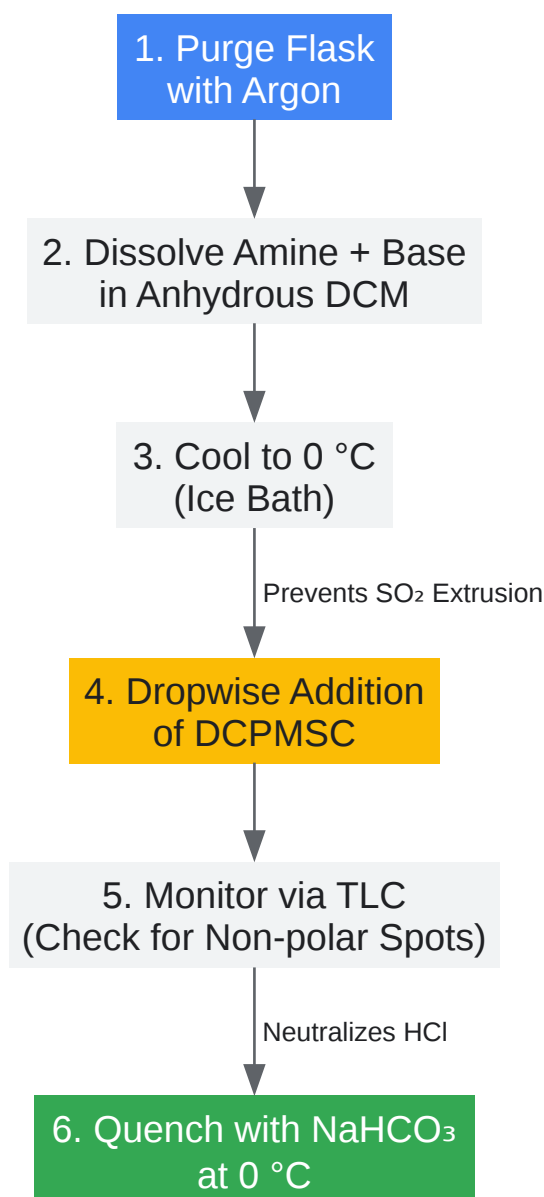 1. Purge Flask
with Argon
2. Dissolve Amine + Base
in Anhydrous DCM
3. Cool to 0 °C
(Ice Bath)
Prevents SO₂ Extrusion
4. Dropwise Addition
of DCPMSC
5. Monitor via TLC
(Check for Non-polar Spots)
Neutralizes HCl
6. Quench with NaHCO₃
at 0 °C